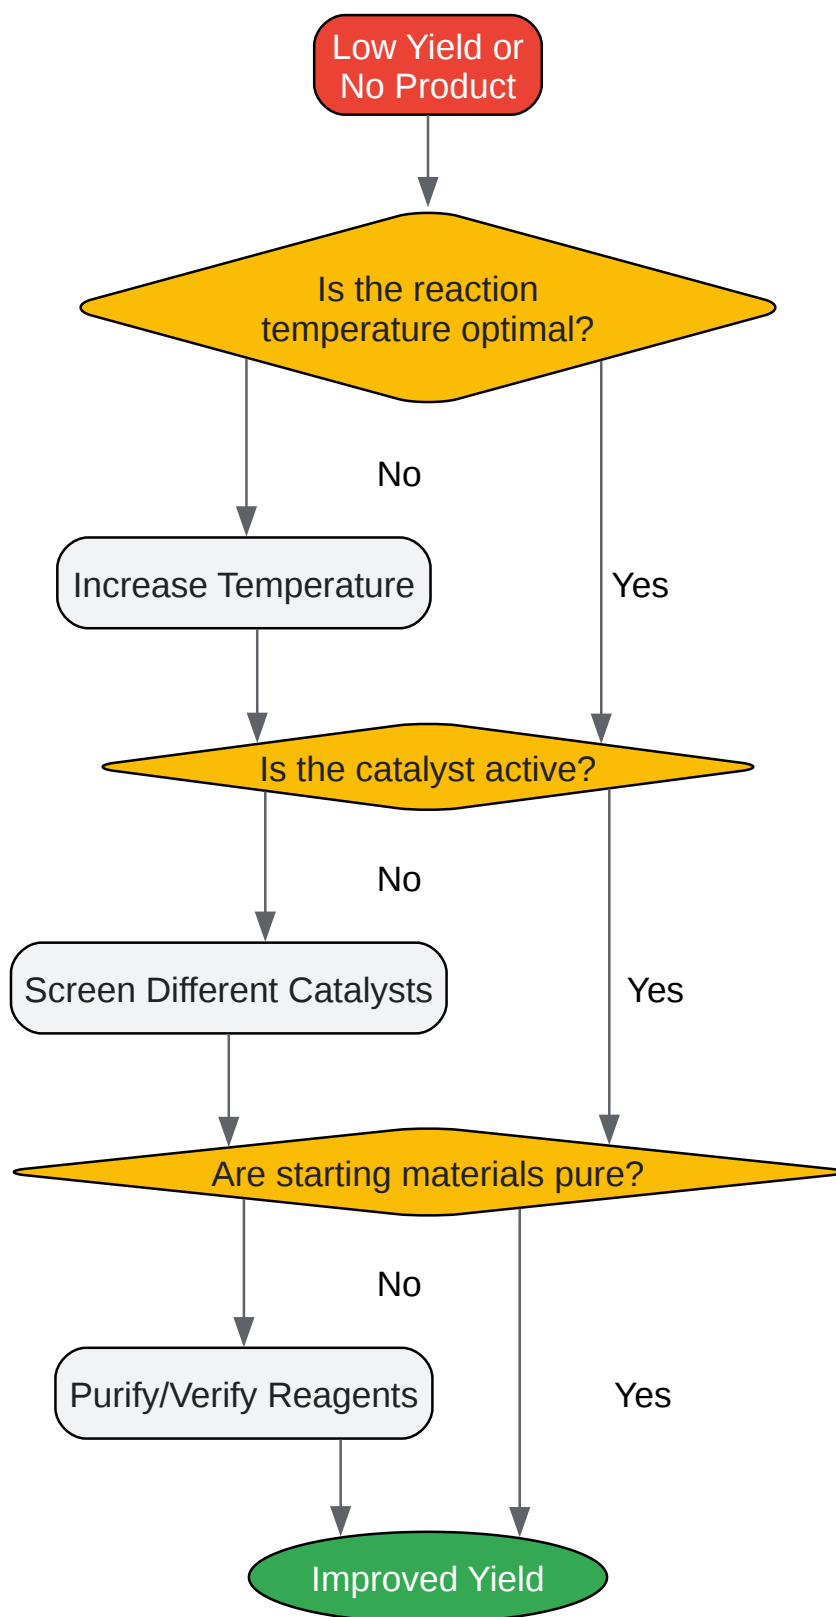 Low Yield or
No Product
Is the reaction
temperature optimal?
No
Increase Temperature
Yes
Is the catalyst active?
No
Screen Different Catalysts
Yes
Are starting materials pure?
No
Purify/Verify Reagents
Yes
Improved Yield